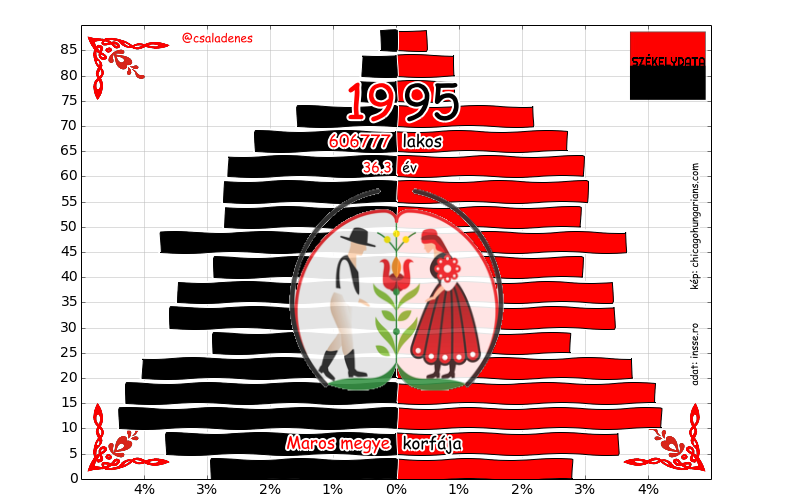 @csaladenes
SZÉKELYDATA
1995
606777 lakos
36.3 év
kép: chicagohungarians.com
adat: insse.ro
Maros megye korfája
85
80
75
70
65
60
55
50
45
40
35
30
25
20
15
10
5
0
4% 3% 2% 1% 0% 1% 2% 3% 4%